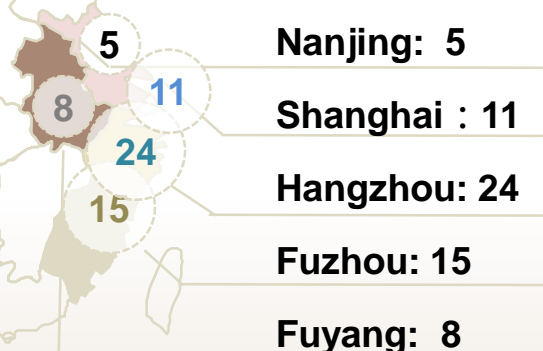 5
11
8
24
15
Nanjing: 5
Shanghai : 11
Hangzhou: 24
Fuzhou: 15
Fuyang: 8